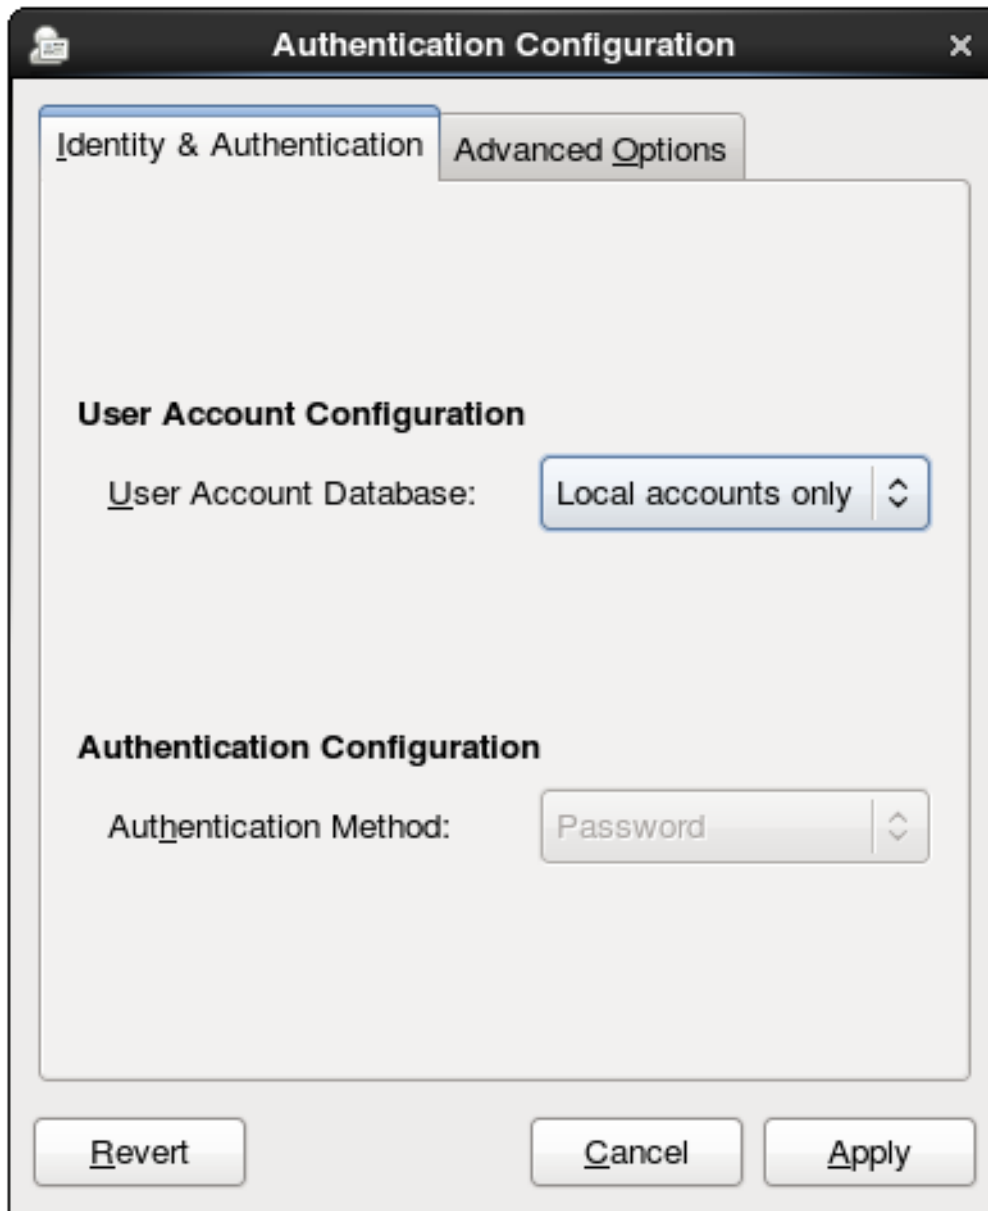 Authentication Configuration
Identity & Authentication
Advanced Options
User Account Configuration
User Account Database: Local accounts only
Authentication Configuration
Authentication Method: Password
Revert Cancel Apply